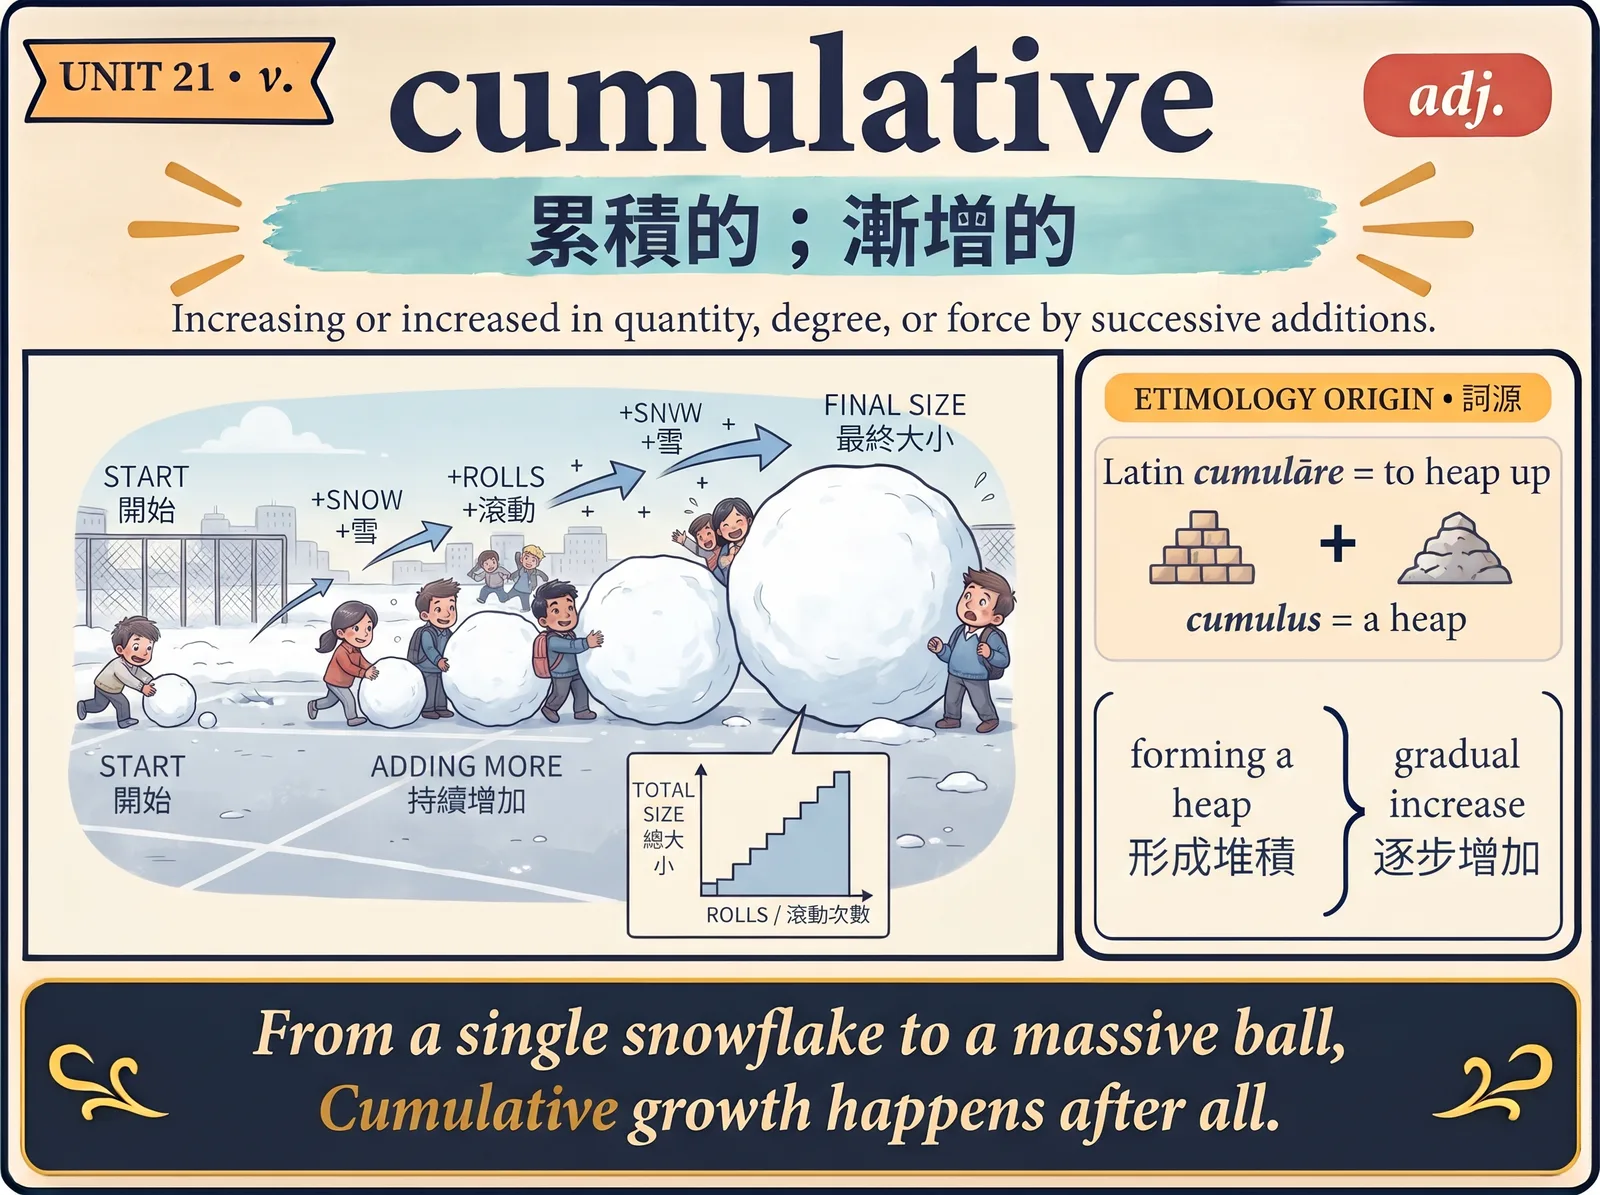 UNIT 21 • v.
cumulative
adj.
累積的；漸增的
Increasing or increased in quantity, degree, or force by successive additions.
START
開始
+SNOW
+雪
+ROLLS
+滾動
+SNVW
+雪
FINAL SIZE
最終大小
START
開始
ADDING MORE
持續增加
TOTAL
SIZE
總大
小
ROLLS / 滾動次數
ETIMOLOGY ORIGIN • 詞源
Latin cumulāre = to heap up
+
cumulus = a heap
forming a
heap
形成堆積
gradual
increase
逐步增加
From a single snowflake to a massive ball,
Cumulative growth happens after all.